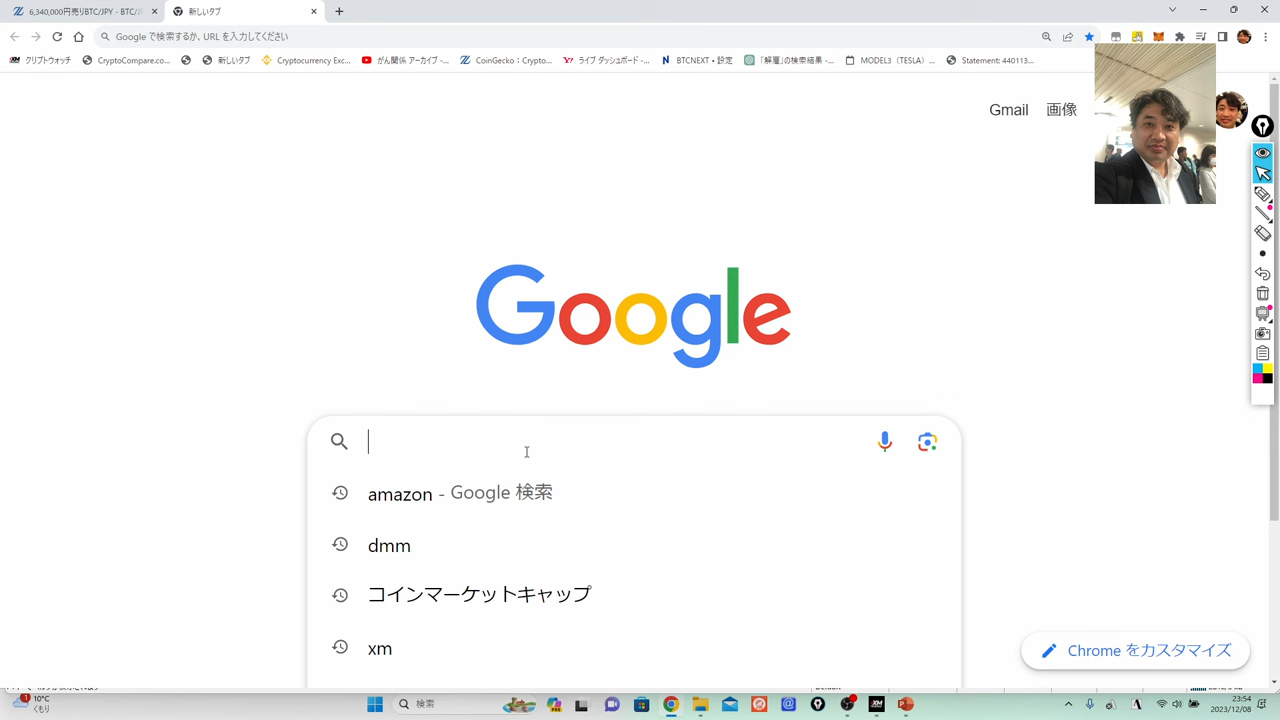 6,340,000円売りBTC/JPY - BTC/JP
新しいタブ
Google で検索するか、URL を入力してください
クリプトウォッチ
CryptoCompare.co...
新しいタブ
Cryptocurrency Exc...
がん関係 アーカイブ -...
CoinGecko：Crypto...
ライブ ダッシュボード -...
BTCNEXT • 設定
「解雇」の検索結果 -...
MODEL3（TESLA）...
Statement: 440113...
Gmail
画像
Google
amazon - Google 検索
dmm
コインマーケットキャップ
xm
Chrome をカスタマイズ
1
10°C
くもり
検索
A
23:54
2023/12/08